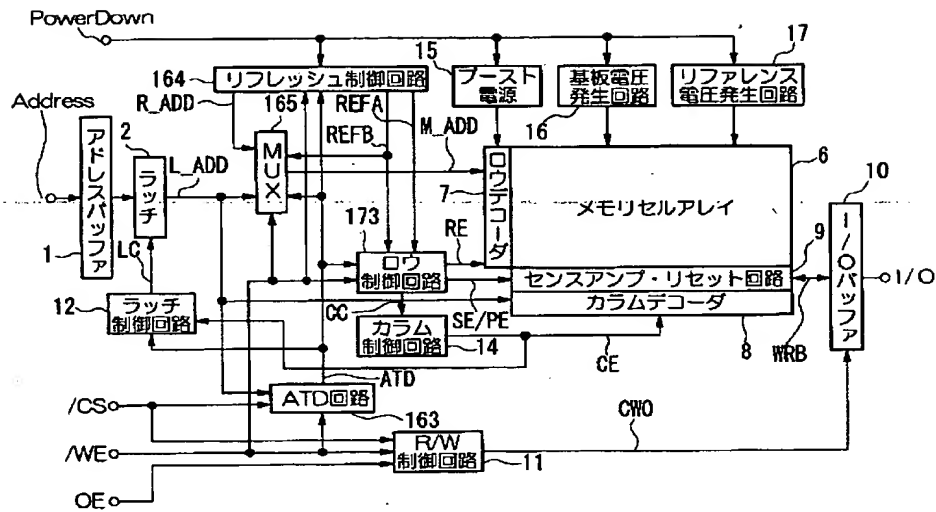 PowerDown
15
17
164
リフレッシュ制御回路
ブースト
電源
基板電圧
発生回路
リファレンス
電圧発生回路
16
R_ADD
165
REFA
REFB
M_ADD
Address
2
アドレスバッファ
1
ラッチ
L_ADD
MUX
7
ロウデコーダ
メモリセルアレイ
6
10
173
ロウ
制御回路
RE
9
I/Oバッファ
I/O
LC
センスアンプ・リセット回路
12
ラッチ
制御回路
CC
SE/PE
カラムデコーダ
カラム
制御回路
14
CE
8
WRB
ATD
/CS
ATD回路
163
CWO
/WE
R/W
制御回路
11
OE